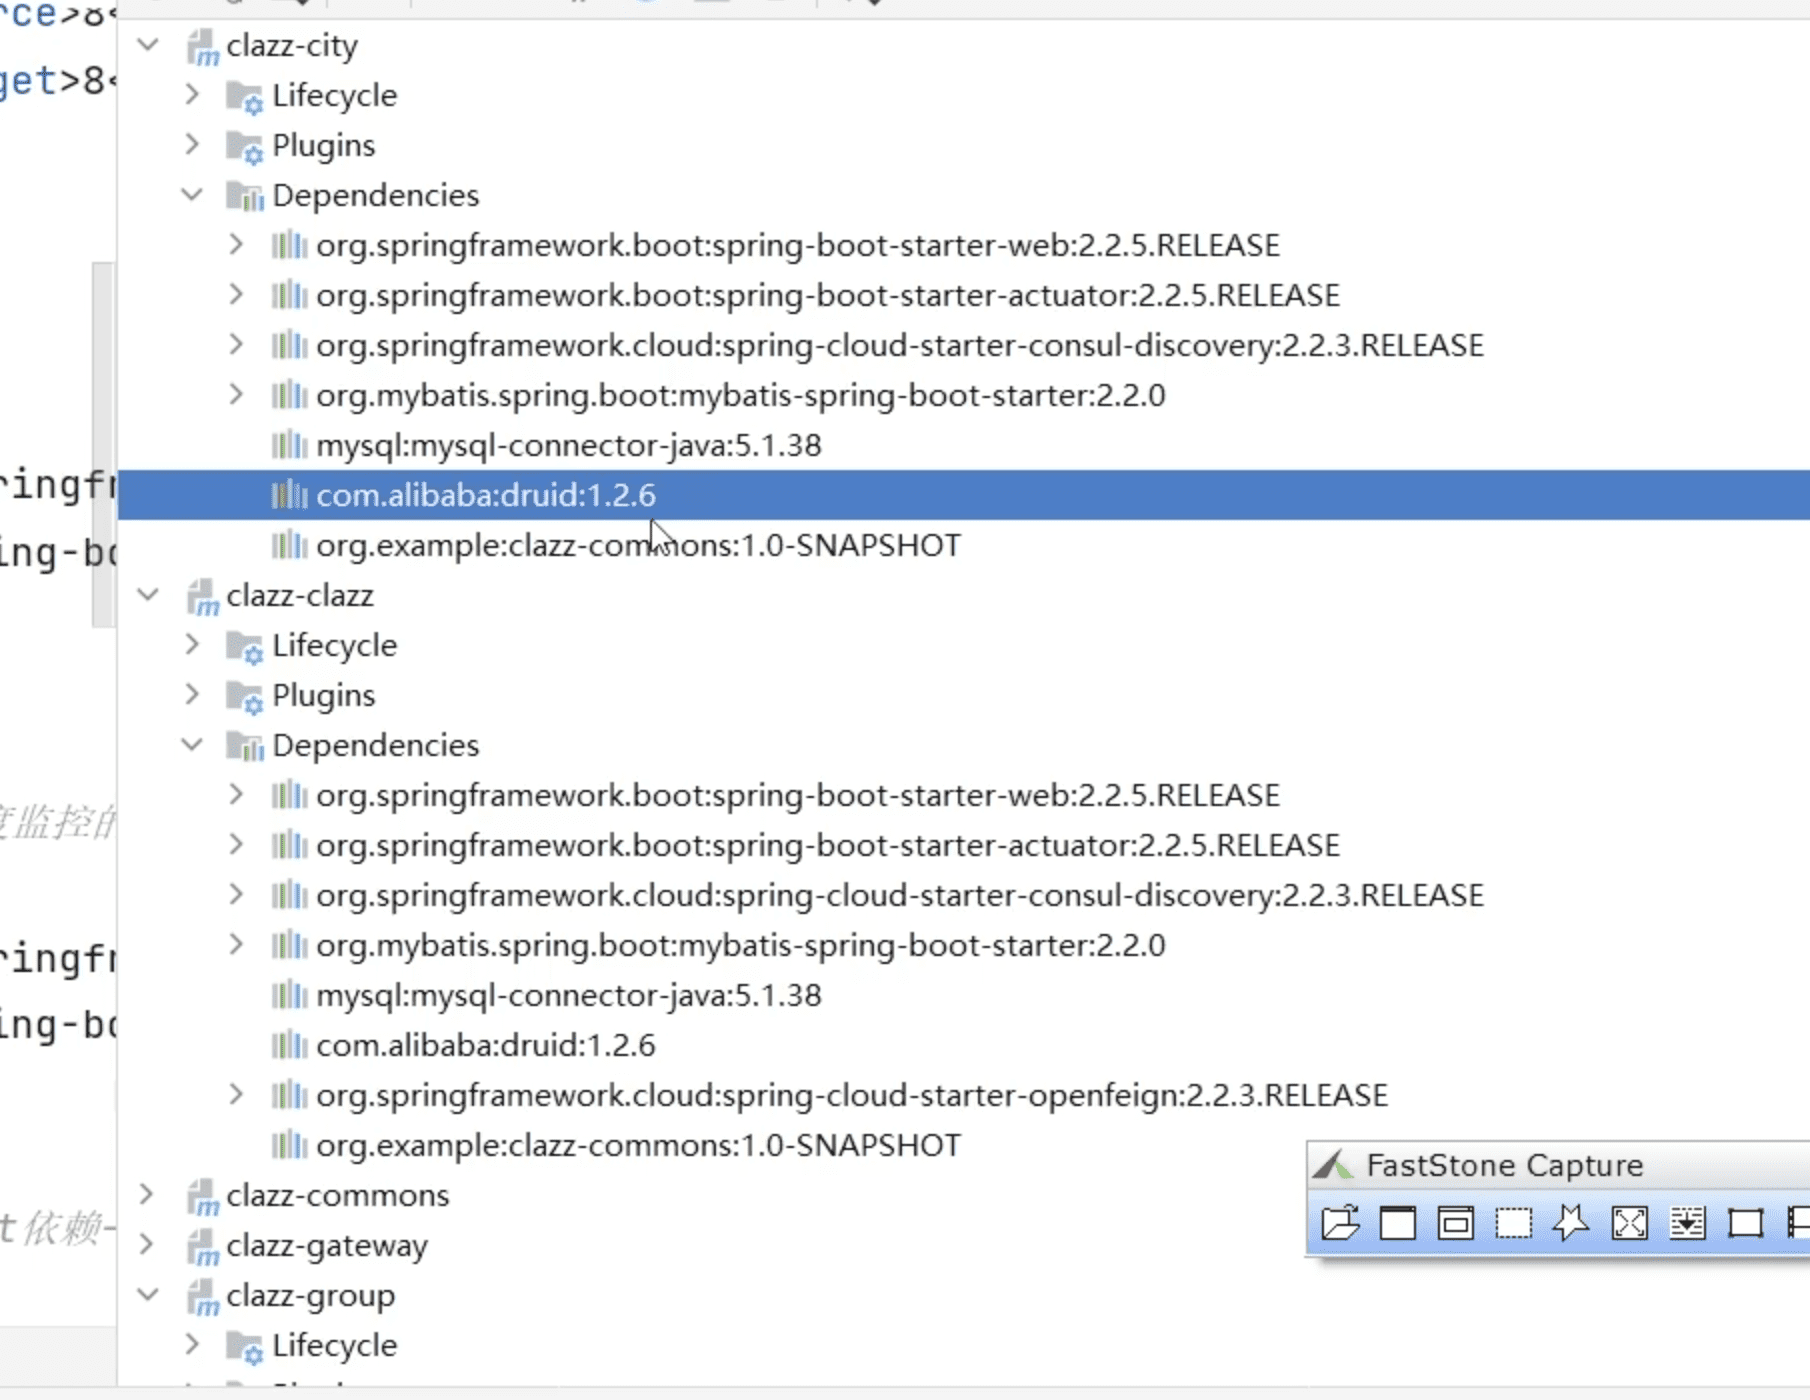 rce>8<
clazz-city
Lifecycle
get>8<
Plugins
Dependencies
org.springframework.boot:spring-boot-starter-web:2.2.5.RELEASE
org.springframework.boot:spring-boot-starter-actuator:2.2.5.RELEASE
org.springframework.cloud:spring-cloud-starter-consul-discovery:2.2.3.RELEASE
org.mybatis.spring.boot:mybatis-spring-boot-starter:2.2.0
mysql:mysql-connector-java:5.1.38
ringfr
com.alibaba:druid:1.2.6
ing-bo
org.example:clazz-commons:1.0-SNAPSHOT
clazz-clazz
Lifecycle
Plugins
Dependencies
org.springframework.boot:spring-boot-starter-web:2.2.5.RELEASE
度监控的
org.springframework.boot:spring-boot-starter-actuator:2.2.5.RELEASE
org.springframework.cloud:spring-cloud-starter-consul-discovery:2.2.3.RELEASE
ringfr
org.mybatis.spring.boot:mybatis-spring-boot-starter:2.2.0
mysql:mysql-connector-java:5.1.38
ing-bo
com.alibaba:druid:1.2.6
org.springframework.cloud:spring-cloud-starter-openfeign:2.2.3.RELEASE
org.example:clazz-commons:1.0-SNAPSHOT
FastStone Capture
clazz-commons
t依赖-
clazz-gateway
clazz-group
Lifecycle